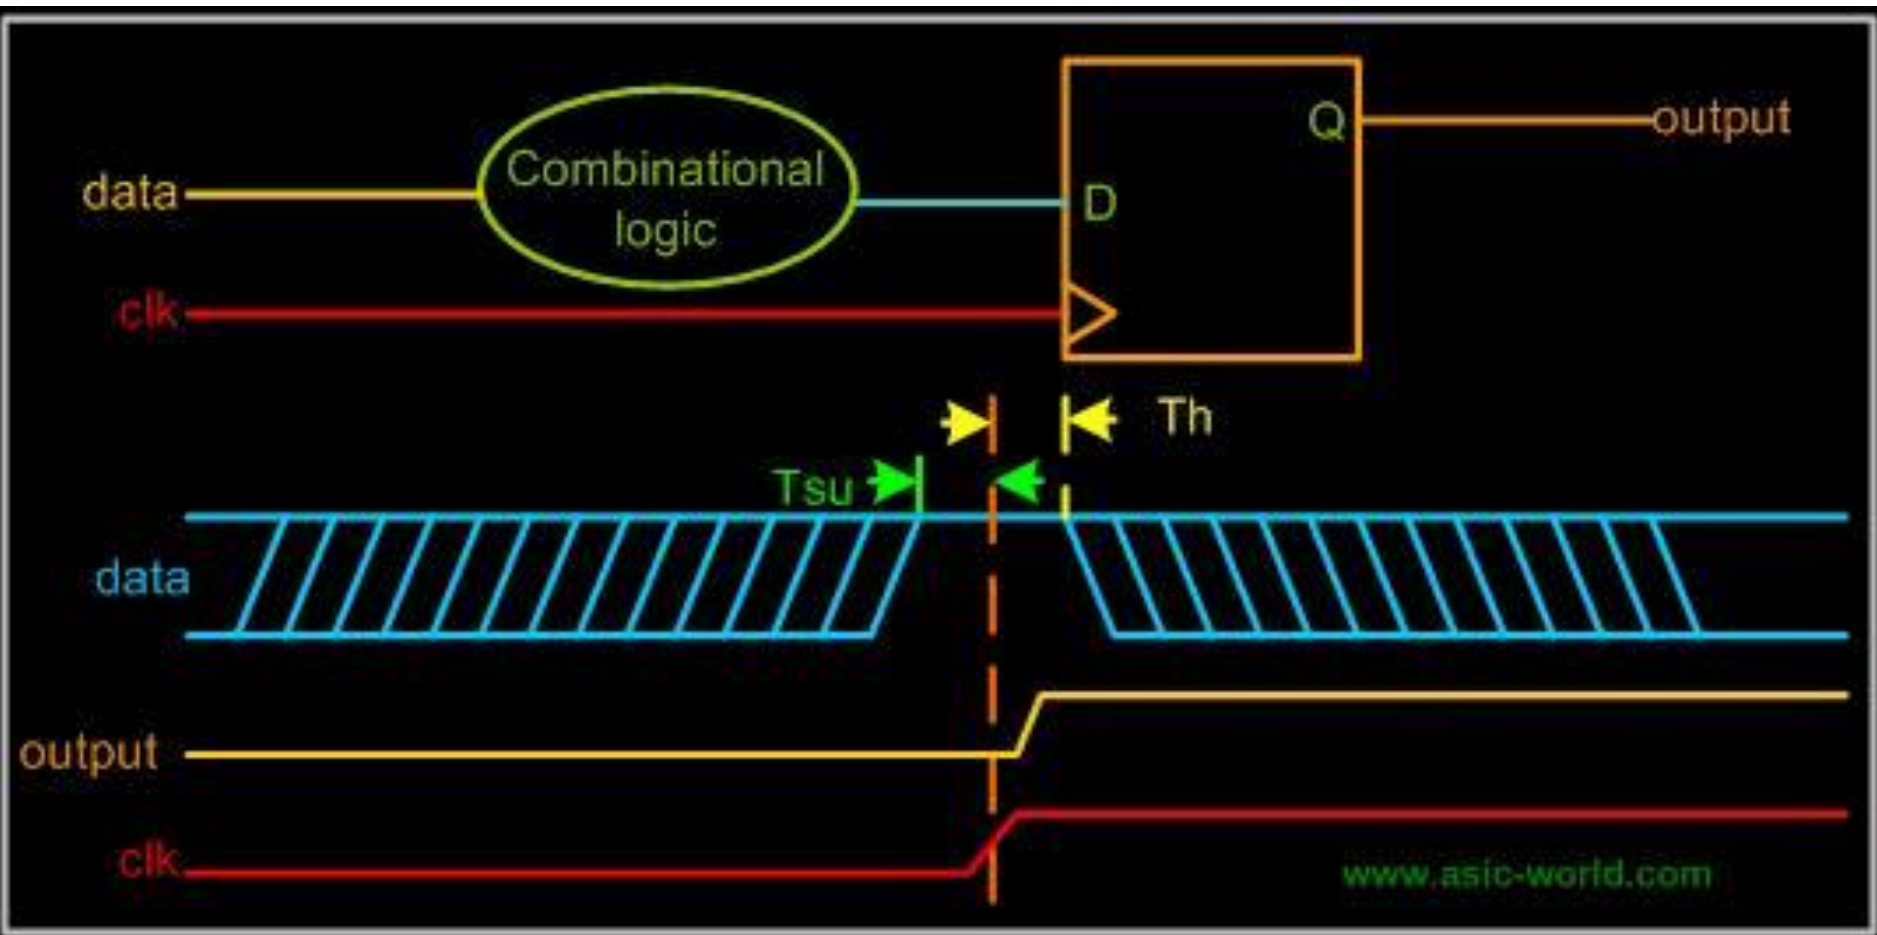 Q
output
Combinational
logic
data
D
clk
Th
Tsu
data
output
clk
www.asic-world.com